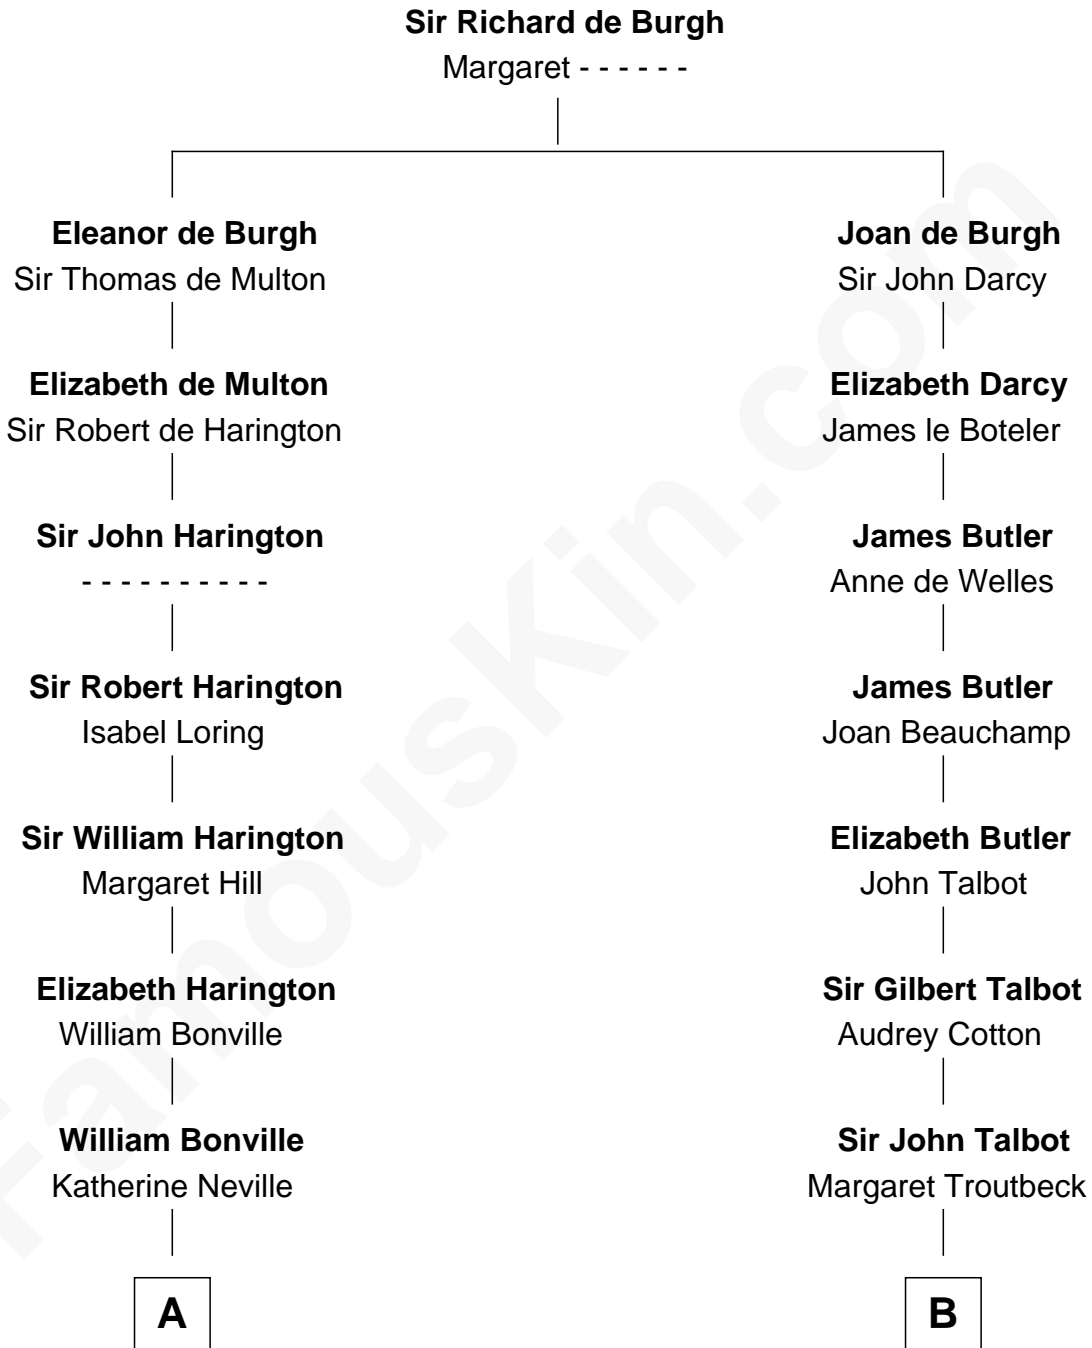 Sir Richard de Burgh
Margaret - - - - - -
Eleanor de Burgh
Sir Thomas de Multon
Joan de Burgh
Sir John Darcy
Elizabeth de Multon
Sir Robert de Harington
Elizabeth Darcy
James le Boteler
Sir John Harington
- - - - - - - - - -
James Butler
Anne de Welles
Sir Robert Harington
Isabel Loring
James Butler
Joan Beauchamp
Sir William Harington
Margaret Hill
Elizabeth Butler
John Talbot
Elizabeth Harington
William Bonville
Sir Gilbert Talbot
Audrey Cotton
William Bonville
Katherine Neville
Sir John Talbot
Margaret Troutbeck
A
B
FamousKin.com